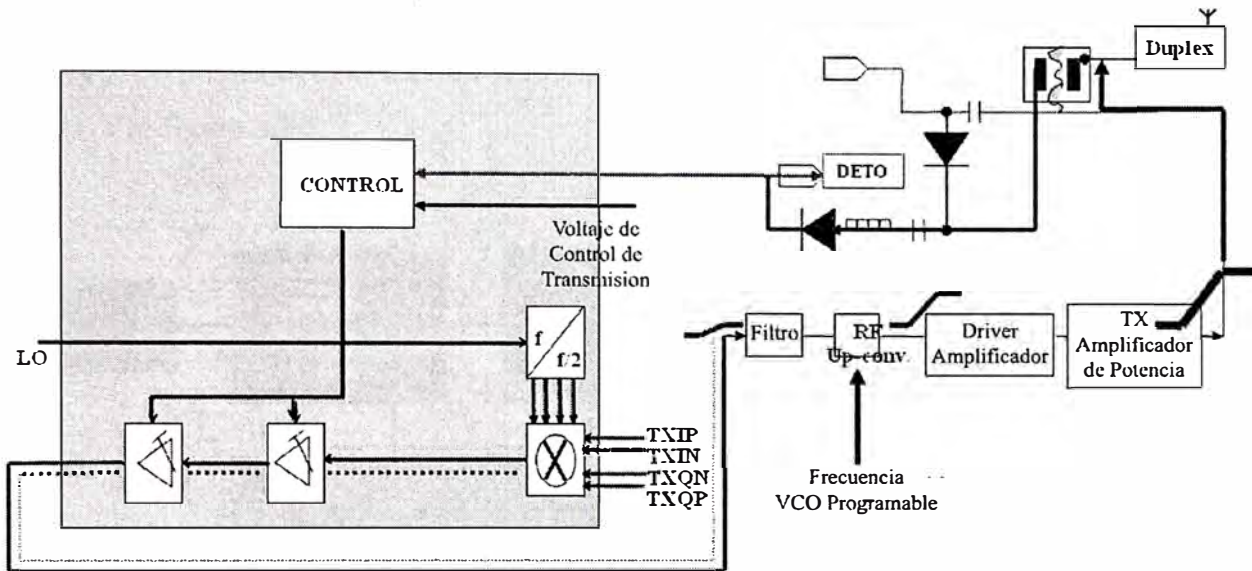 Duplex
CONTROL
DETO
Voltaje de
Control de
Transmision
LO
f
f/2
Filtro
RF
Up-conv.
Driver
Amplificador
TX
Amplificador
de Potencia
TXIP
TXIN
TXQN
TXQP
Frecuencia
VCO Programable